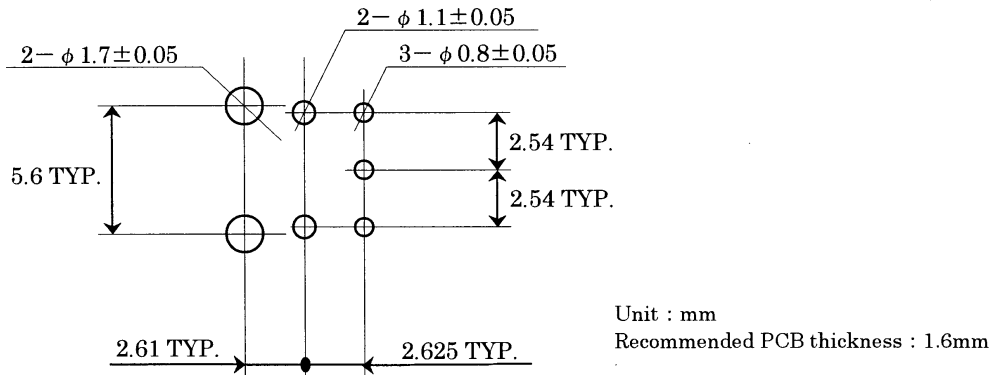 2－φ1.1±0.05
2－φ1.7±0.05
3－φ0.8±0.05
2.54 TYP.
5.6 TYP.
2.54 TYP.
Unit : mm
Recommended PCB thickness : 1.6mm
2.61 TYP.
2.625 TYP.